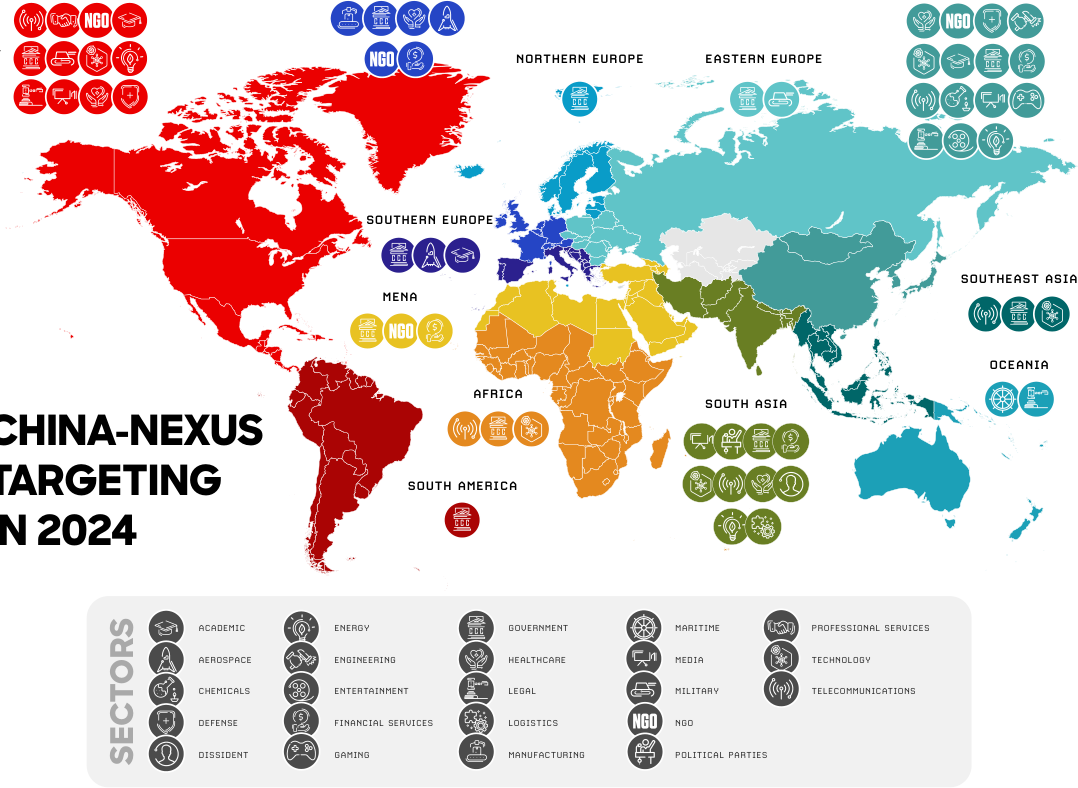 NGO
NGO
NGO
NORTHERN EUROPE
EASTERN EUROPE
SOUTHERN EUROPE
MENA
NGO
SOUTHEAST ASIA
OCEANIA
AFRICA
SOUTH ASIA
SOUTH AMERICA
CHINA-NEXUS
TARGETING
IN 2024
SECTORS
ACADEMIC
AEROSPACE
CHEMICALS
DEFENSE
DISSIDENT
ENERGY
ENGINEERING
ENTERTAINMENT
FINANCIAL SERVICES
GAMING
GOVERNMENT
HEALTHCARE
LEGAL
LOGISTICS
MANUFACTURING
MARITIME
MEDIA
MILITARY
NGO NGO
POLITICAL PARTIES
PROFESSIONAL SERVICES
TECHNOLOGY
TELECOMMUNICATIONS